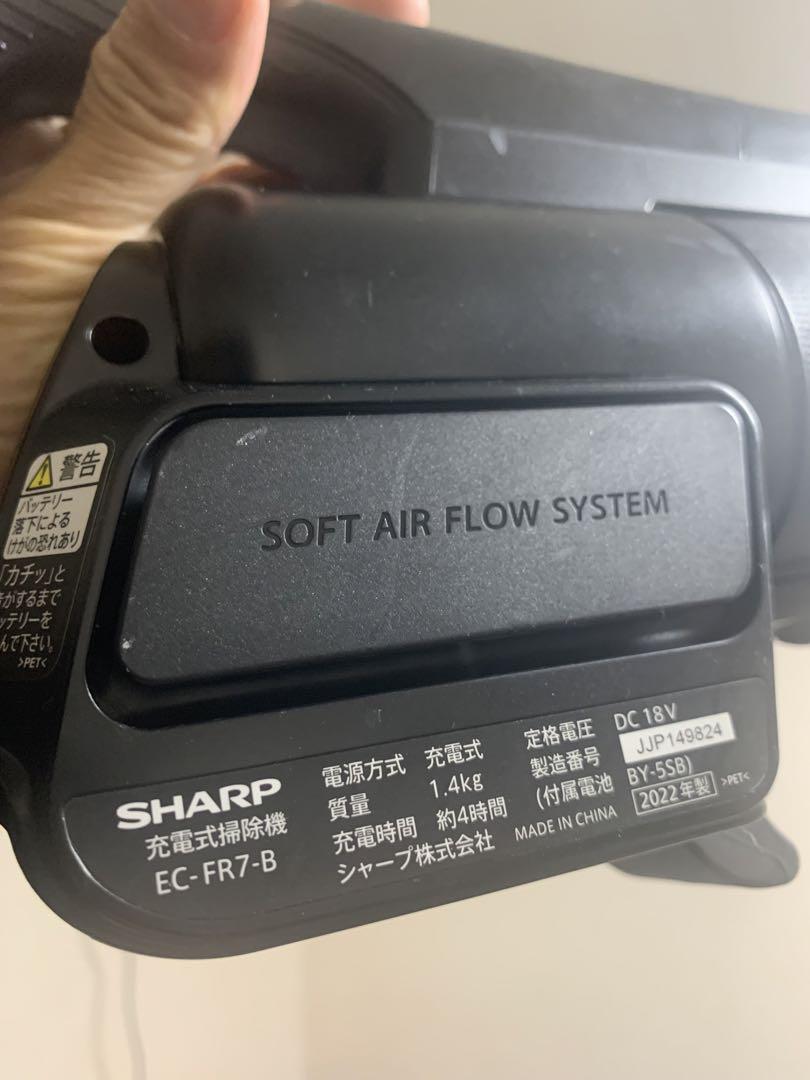 SOFT AIR FLOW SYSTEM
警告
バッテリー
落下による
けがの恐れあり
「カチッ」と
がするまで
ッテリーを
んで下さい。
>PET<
SHARP
充電式掃除機
EC-FR7-B
電源方式 充電式
質量 1.4kg
充電時間 約4時間
シャープ株式会社
定格電圧 DC 18V
製造番号 JJP149824
(付属電池 BY-5SB)
MADE IN CHINA 2022年製 >PET<